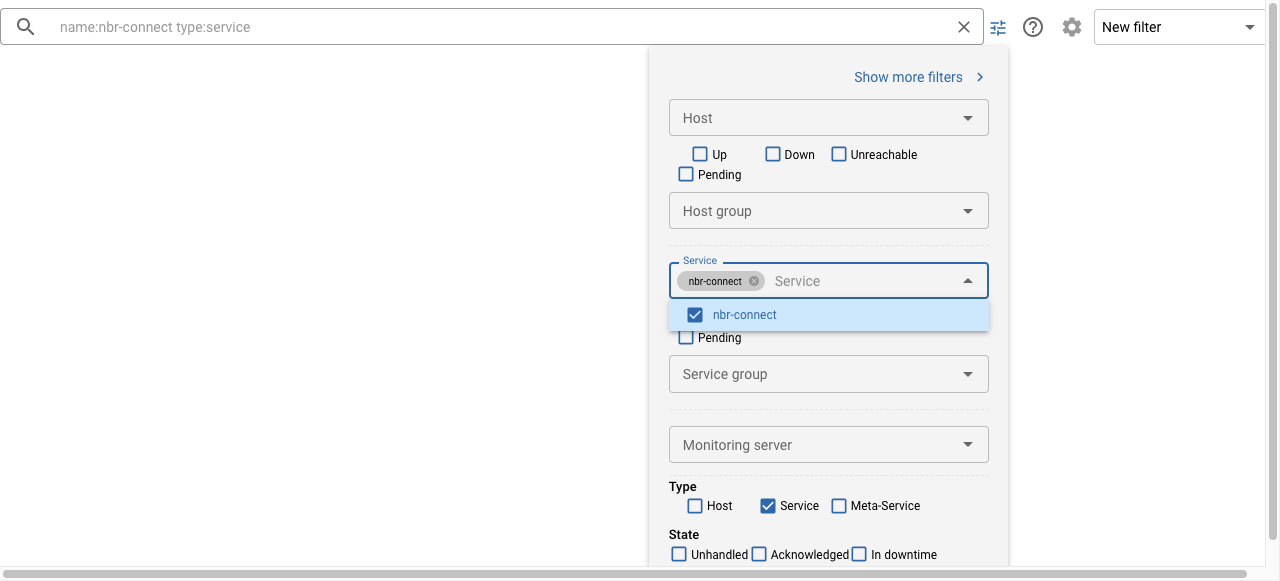 name:nbr-connect type:service
New filter
Show more filters
Host
Up Down Unreachable
Pending
Host group
Service
nbr-connect Service
nbr-connect
Pending
Service group
Monitoring server
Type
Host Service Meta-Service
State
Unhandled Acknowledged In downtime